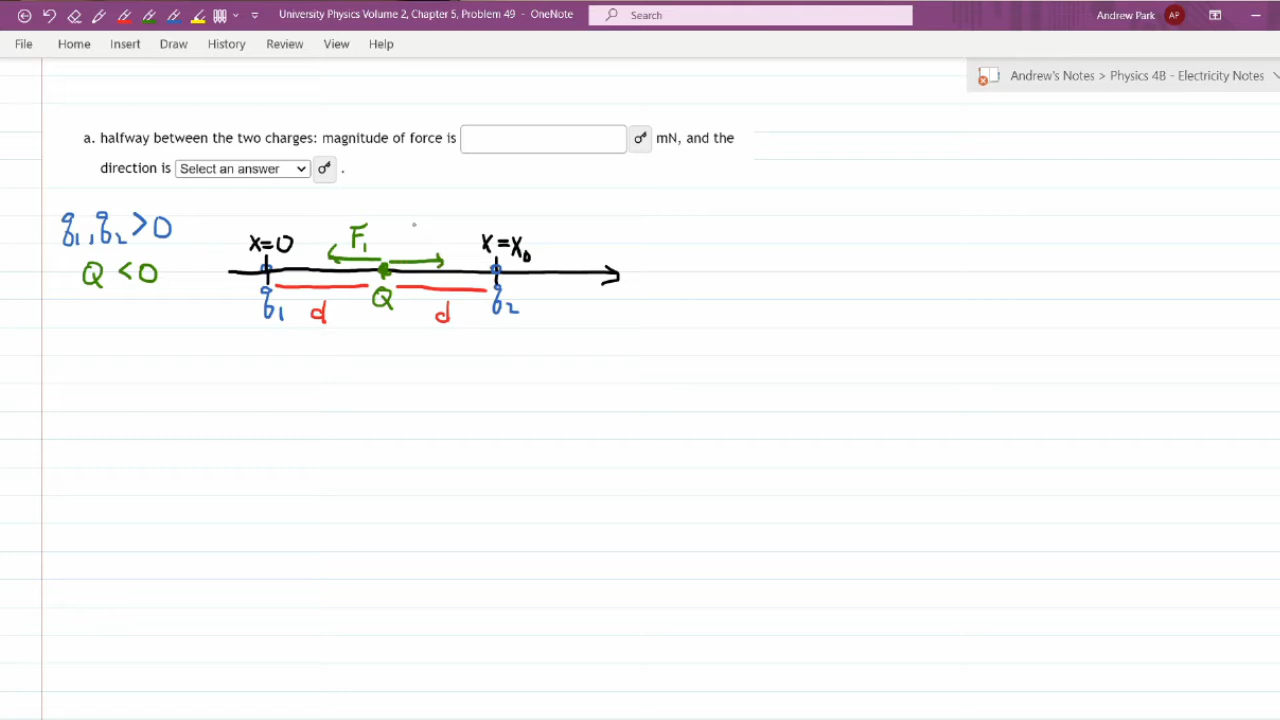 University Physics Volume 2, Chapter 5, Problem 49 - OneNote
Search
Andrew Park
AP
File Home Insert Draw History Review View Help
Andrew's Notes > Physics 4B - Electricity Notes
a. halfway between the two charges: magnitude of force is mN, and the
direction is Select an answer .
q₁, q₂ > 0
Q < 0
x=0 F₁ x=x₀
q₁ d Q d q₂